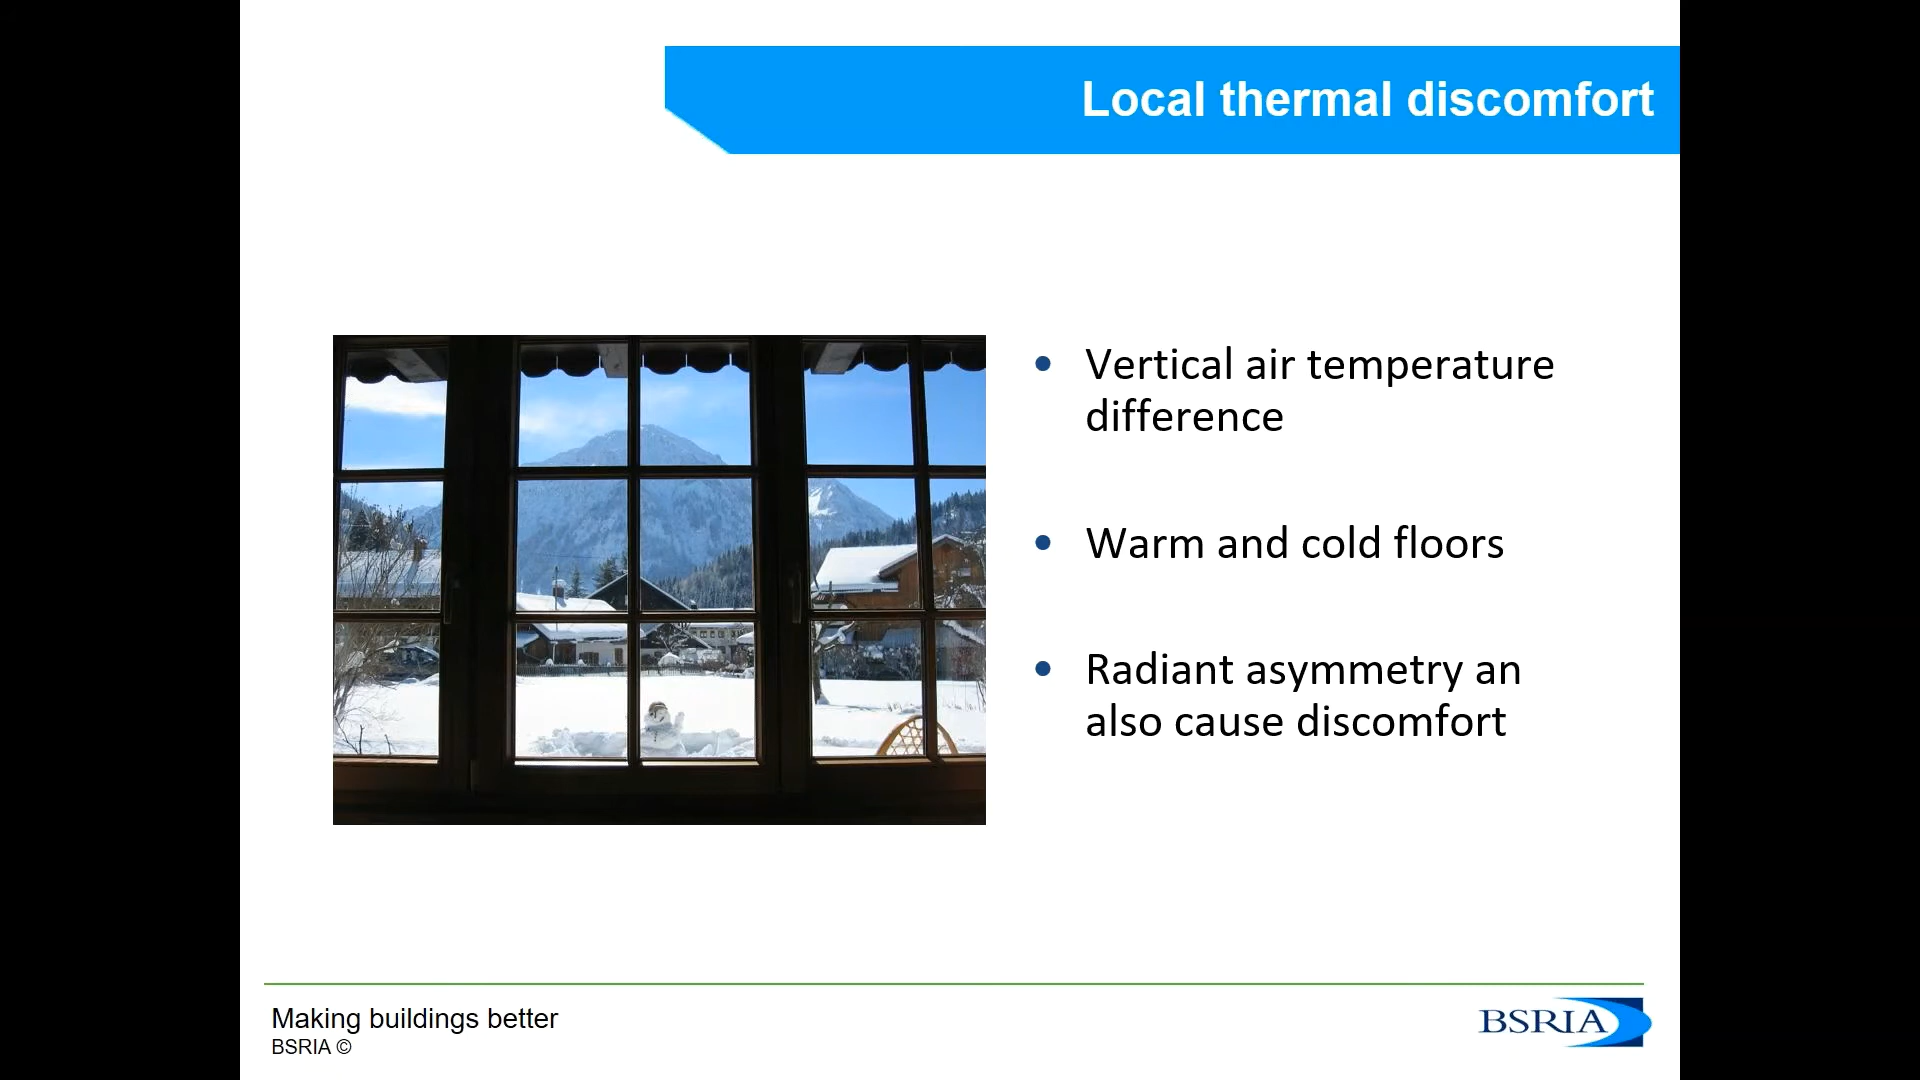 Local thermal discomfort
• Vertical air temperature
difference
• Warm and cold floors
• Radiant asymmetry an
also cause discomfort
Making buildings better
BSRIA ©
BSRIA